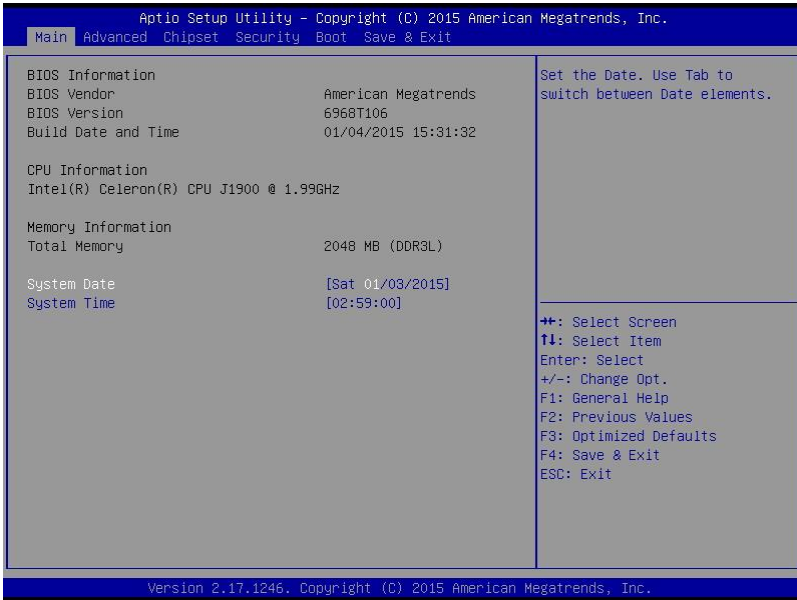 Aptio Setup Utility – Copyright (C) 2015 American Megatrends, Inc.
Main Advanced Chipset Security Boot Save & Exit
BIOS Information
BIOS Vendor American Megatrends
BIOS Version 6968T106
Build Date and Time 01/04/2015 15:31:32
CPU Information
Intel(R) Celeron(R) CPU J1900 @ 1.99GHz
Memory Information
Total Memory 2048 MB (DDR3L)
System Date [Sat 01/03/2015]
System Time [02:59:00]
Set the Date. Use Tab to
switch between Date elements.
→←: Select Screen
↑↓: Select Item
Enter: Select
+/-: Change Opt.
F1: General Help
F2: Previous Values
F3: Optimized Defaults
F4: Save & Exit
ESC: Exit
Version 2.17.1246. Copyright (C) 2015 American Megatrends, Inc.